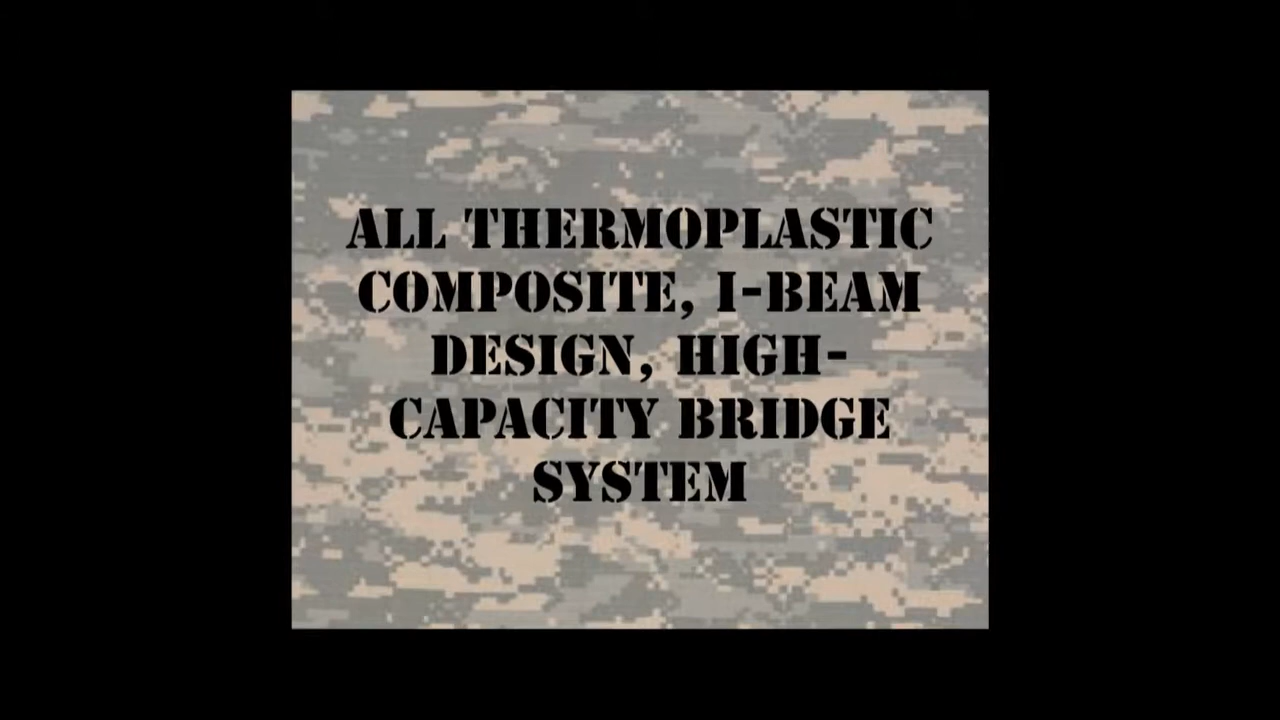 ALL THERMOPLASTIC
COMPOSITE, I-BEAM
DESIGN, HIGH-
CAPACITY BRIDGE
SYSTEM